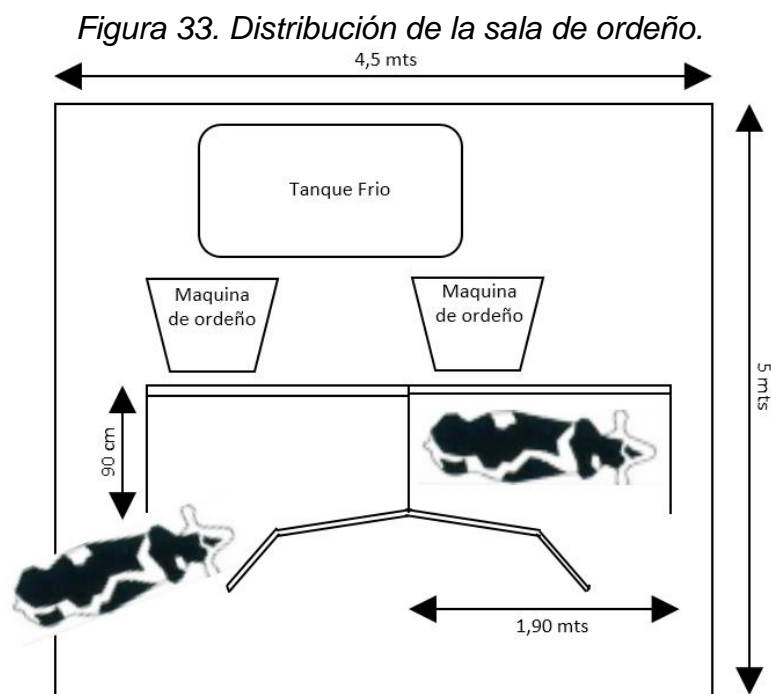 Figura 33. Distribución de la sala de ordeño.
4,5 mts
Tanque Frio
Maquina
de ordeño
Maquina
de ordeño
5 mts
90 cm
1,90 mts